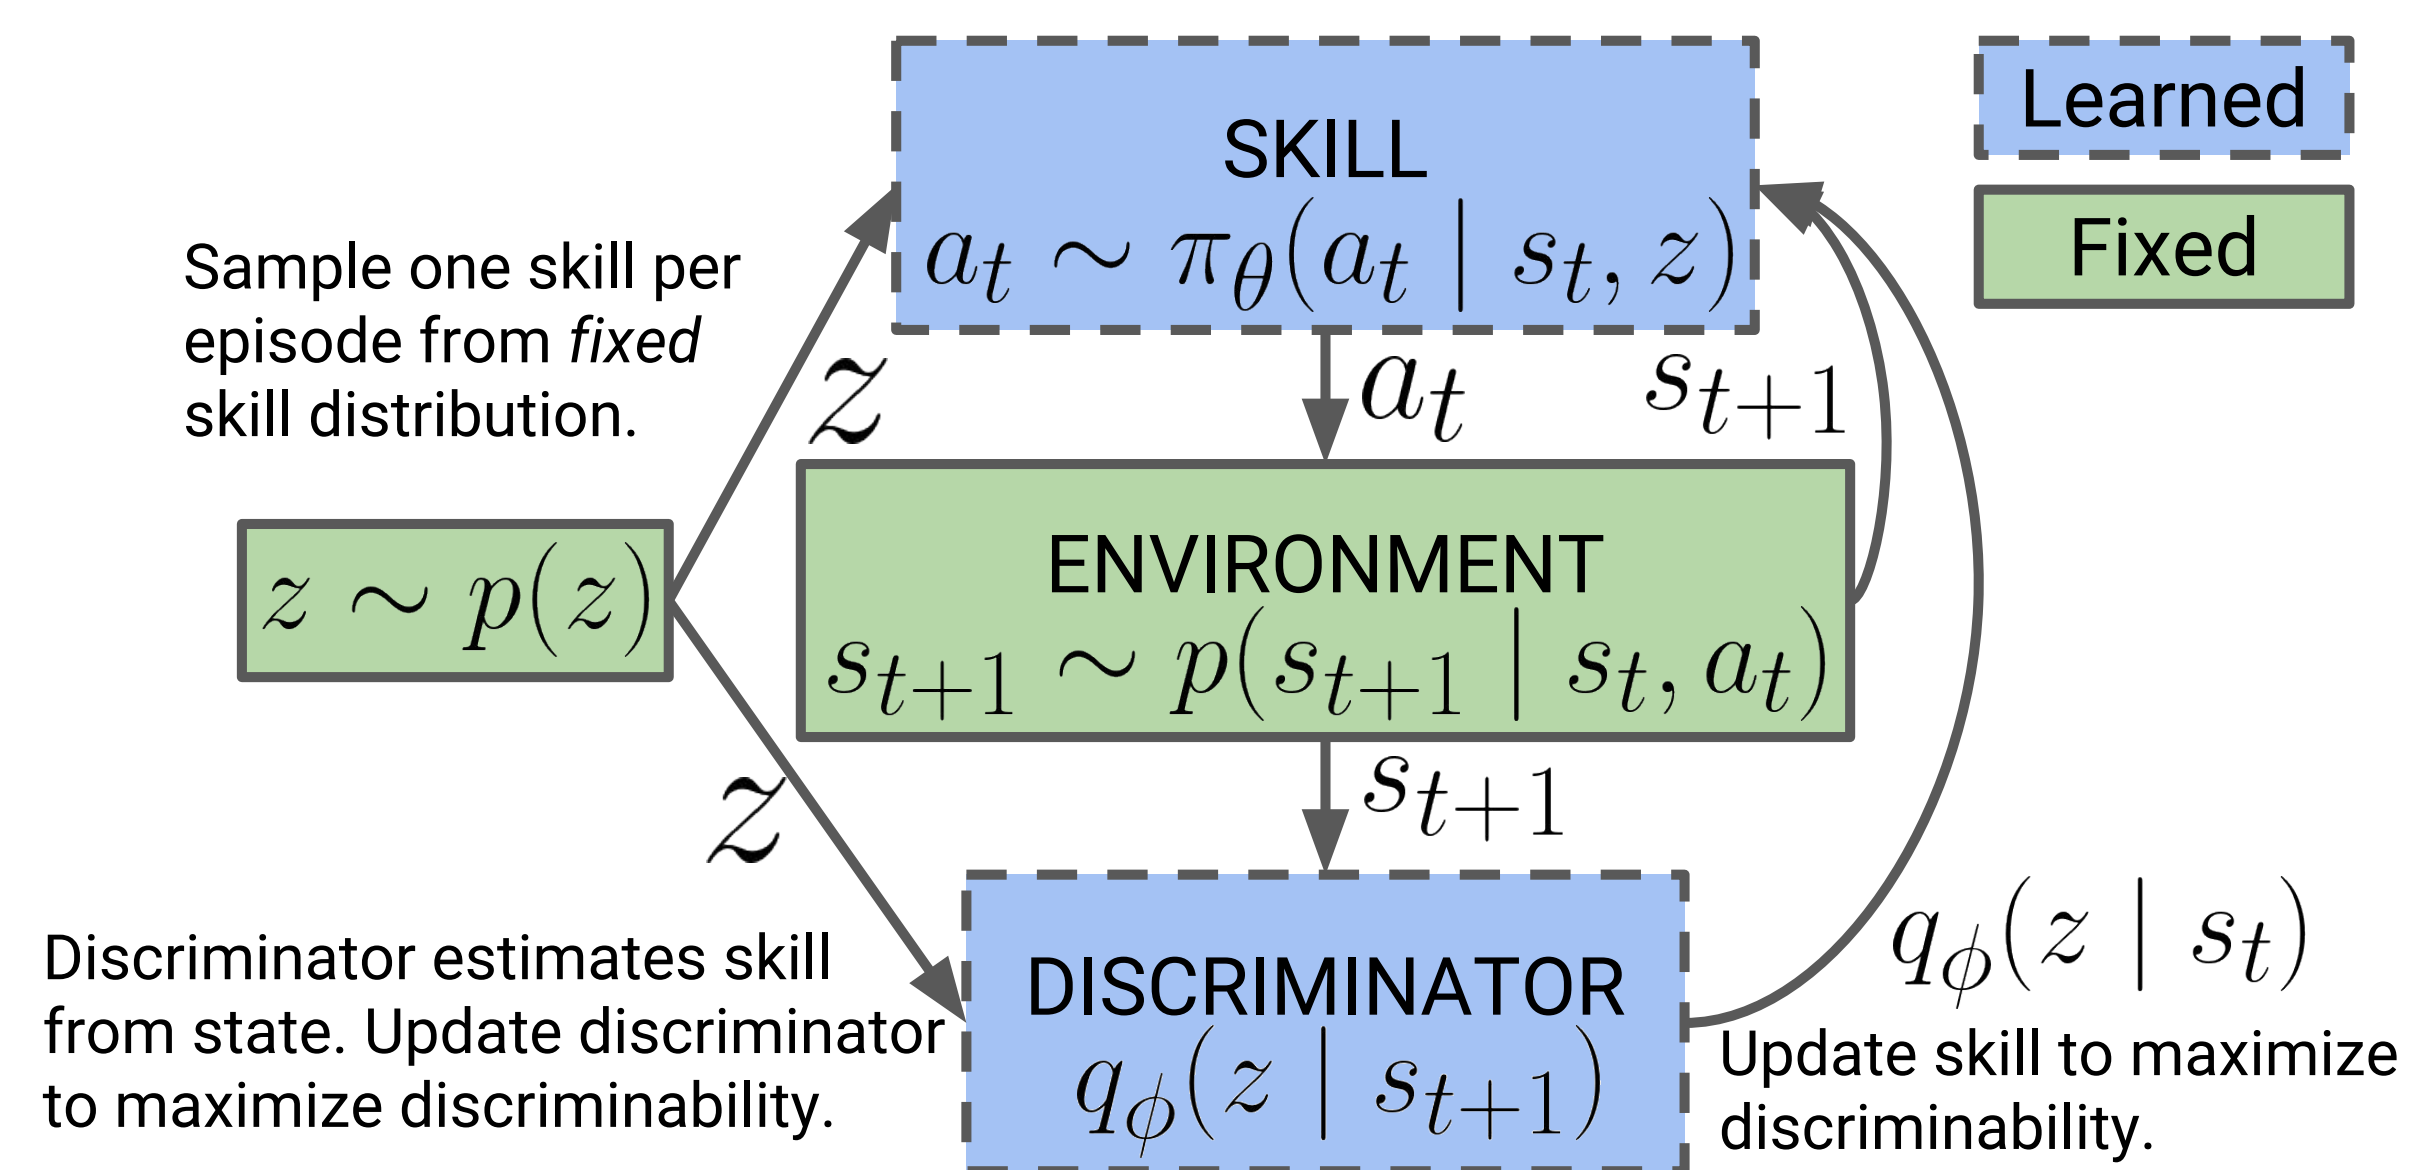 SKILL
a_t ∼ π_θ(a_t | s_t, z)
Learned
Fixed
Sample one skill per
episode from fixed
skill distribution.
z
a_t
s_{t+1}
z ∼ p(z)
ENVIRONMENT
s_{t+1} ∼ p(s_{t+1} | s_t, a_t)
z
s_{t+1}
Discriminator estimates skill
from state. Update discriminator
to maximize discriminability.
DISCRIMINATOR
q_ϕ(z | s_{t+1})
q_ϕ(z | s_t)
Update skill to maximize
discriminability.